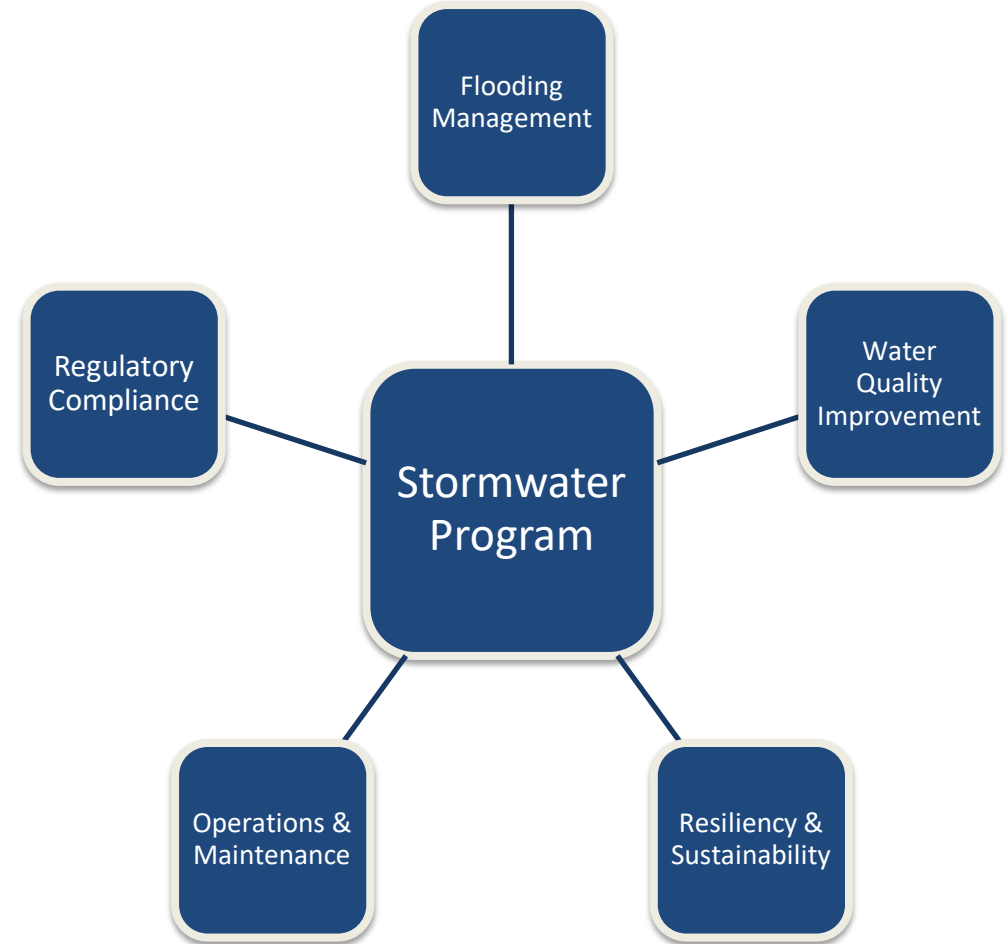 Flooding
Management
Regulatory
Compliance
Water
Quality
Improvement
Stormwater
Program
Operations &
Maintenance
Resiliency &
Sustainability